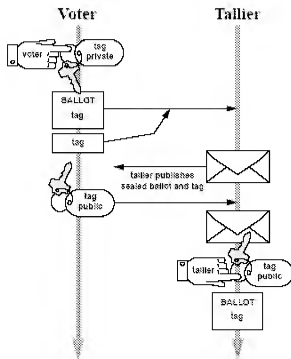 Voter
Tallier
voter
tag
private
BALLOT
tag
tag
tallier publishes
sealed ballot and tag
tag
public
tallier
tag
public
BALLOT
tag